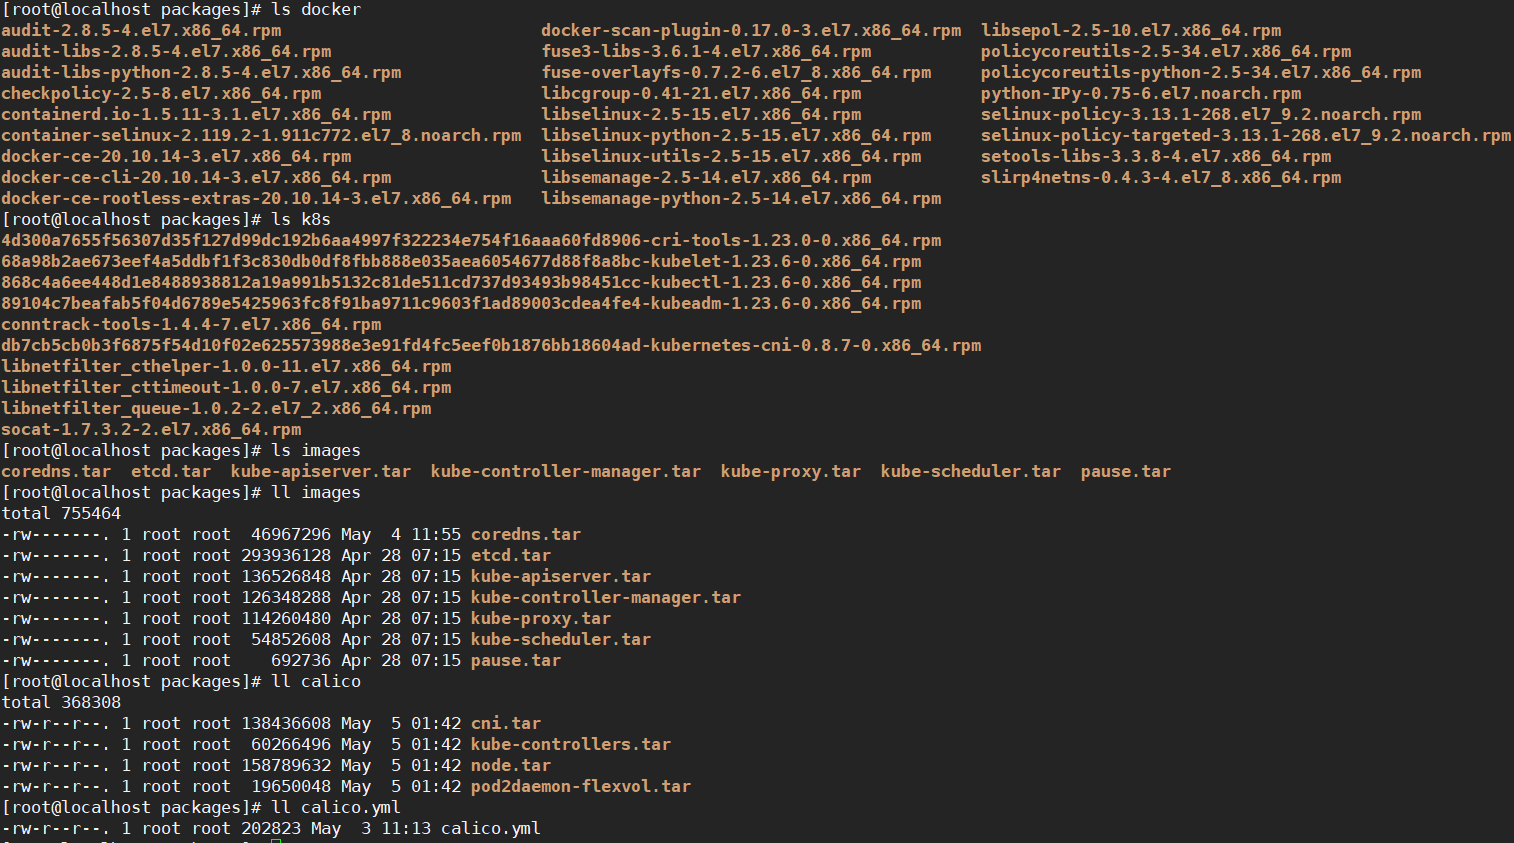 [root@localhost packages]# ls docker
audit-2.8.5-4.el7.x86_64.rpm docker-scan-plugin-0.17.0-3.el7.x86_64.rpm libsepol-2.5-10.el7.x86_64.rpm
audit-libs-2.8.5-4.el7.x86_64.rpm fuse3-libs-3.6.1-4.el7.x86_64.rpm policycoreutils-2.5-34.el7.x86_64.rpm
audit-libs-python-2.8.5-4.el7.x86_64.rpm fuse-overlayfs-0.7.2-6.el7_8.x86_64.rpm policycoreutils-python-2.5-34.el7.x86_64.rpm
checkpolicy-2.5-8.el7.x86_64.rpm libcgroup-0.41-21.el7.x86_64.rpm python-IPy-0.75-6.el7.noarch.rpm
containerd.io-1.5.11-3.1.el7.x86_64.rpm libselinux-2.5-15.el7.x86_64.rpm selinux-policy-3.13.1-268.el7_9.2.noarch.rpm
container-selinux-2.119.2-1.911c772.el7_8.noarch.rpm libselinux-python-2.5-15.el7.x86_64.rpm selinux-policy-targeted-3.13.1-268.el7_9.2.noarch.rpm
docker-ce-20.10.14-3.el7.x86_64.rpm libselinux-utils-2.5-15.el7.x86_64.rpm setools-libs-3.3.8-4.el7.x86_64.rpm
docker-ce-cli-20.10.14-3.el7.x86_64.rpm libsemanage-2.5-14.el7.x86_64.rpm slirp4netns-0.4.3-4.el7_8.x86_64.rpm
docker-ce-rootless-extras-20.10.14-3.el7.x86_64.rpm libsemanage-python-2.5-14.el7.x86_64.rpm
[root@localhost packages]# ls k8s
4d300a7655f56307d35f127d99dc192b6aa4997f322234e754f16aaa60fd8906-cri-tools-1.23.0-0.x86_64.rpm
68a98b2ae673eef4a5ddbf1f3c830db0df8fbb888e035aea6054677d88f8a8bc-kubelet-1.23.6-0.x86_64.rpm
868c4a6ee448d1e8488938812a19a991b5132c81de511cd737d93493b98451cc-kubectl-1.23.6-0.x86_64.rpm
89104c7beafab5f04d6789e5425963fc8f91ba9711c9603f1ad89003cdea4fe4-kubeadm-1.23.6-0.x86_64.rpm
conntrack-tools-1.4.4-7.el7.x86_64.rpm
db7cb5cb0b3f6875f54d10f02e625573988e3e91fd4fc5eef0b1876bb18604ad-kubernetes-cni-0.8.7-0.x86_64.rpm
libnetfilter_cthelper-1.0.0-11.el7.x86_64.rpm
libnetfilter_cttimeout-1.0.0-7.el7.x86_64.rpm
libnetfilter_queue-1.0.2-2.el7_2.x86_64.rpm
socat-1.7.3.2-2.el7.x86_64.rpm
[root@localhost packages]# ls images
coredns.tar etcd.tar kube-apiserver.tar kube-controller-manager.tar kube-proxy.tar kube-scheduler.tar pause.tar
[root@localhost packages]# ll images
total 755464
-rw-------. 1 root root 46967296 May 4 11:55 coredns.tar
-rw-------. 1 root root 293936128 Apr 28 07:15 etcd.tar
-rw-------. 1 root root 136526848 Apr 28 07:15 kube-apiserver.tar
-rw-------. 1 root root 126348288 Apr 28 07:15 kube-controller-manager.tar
-rw-------. 1 root root 114260480 Apr 28 07:15 kube-proxy.tar
-rw-------. 1 root root 54852608 Apr 28 07:15 kube-scheduler.tar
-rw-------. 1 root root 692736 Apr 28 07:15 pause.tar
[root@localhost packages]# ll calico
total 368308
-rw-r--r--. 1 root root 138436608 May 5 01:42 cni.tar
-rw-r--r--. 1 root root 60266496 May 5 01:42 kube-controllers.tar
-rw-r--r--. 1 root root 158789632 May 5 01:42 node.tar
-rw-r--r--. 1 root root 19650048 May 5 01:42 pod2daemon-flexvol.tar
[root@localhost packages]# ll calico.yml
-rw-r--r--. 1 root root 202823 May 3 11:13 calico.yml